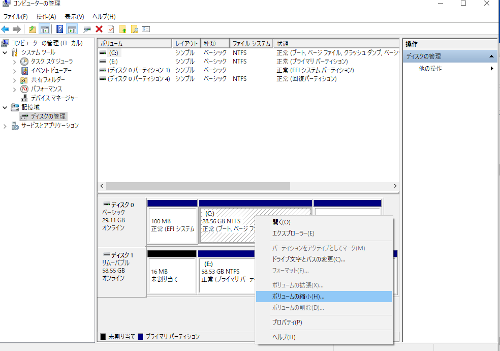 コンピューターの管理
ファイル(F) 操作(A) 表示(V) ヘルプ(H)
コンピューターの管理 (ローカル)
システム ツール
タスク スケジューラ
イベント ビューアー
共有フォルダー
パフォーマンス
デバイス マネージャー
記憶域
ディスクの管理
サービスとアプリケーション
ボリューム レイアウト 種類 ファイル システム 状態
(C:) シンプル ベーシック NTFS 正常 (ブート, ページ ファイル, クラッシュ ダンプ, ベーシ
(E:) シンプル ベーシック NTFS 正常 (プライマリ パーティション)
(ディスク 0 パーティション 1) シンプル ベーシック 正常 (EFI システム パーティション)
(ディスク 0 パーティション 4) シンプル ベーシック NTFS 正常 (回復パーティション)
操作
ディスクの管理
他の操作
ディスク 0
ベーシック
オンライン
100 MB
正常 (EFI システム
(C:)
28.56 GB NTFS
正常 (ブート, ペー
ディスク 1
リムーバブル
58.55 GB
オンライン
16 MB
未割り当て
(E:)
58.53 GB NTFS
正常 (プライマリ
開く(O)
エクスプローラー(E)
パーティションをアクティブとしてマーク(M)
ドライブ文字とパスの変更(C)...
フォーマット(F)...
ボリュームの拡張(X)...
ボリュームの縮小(H)...
ボリュームの削除(D)...
プロパティ(P)
ヘルプ(H)
未割り当て プライマリ パーティション